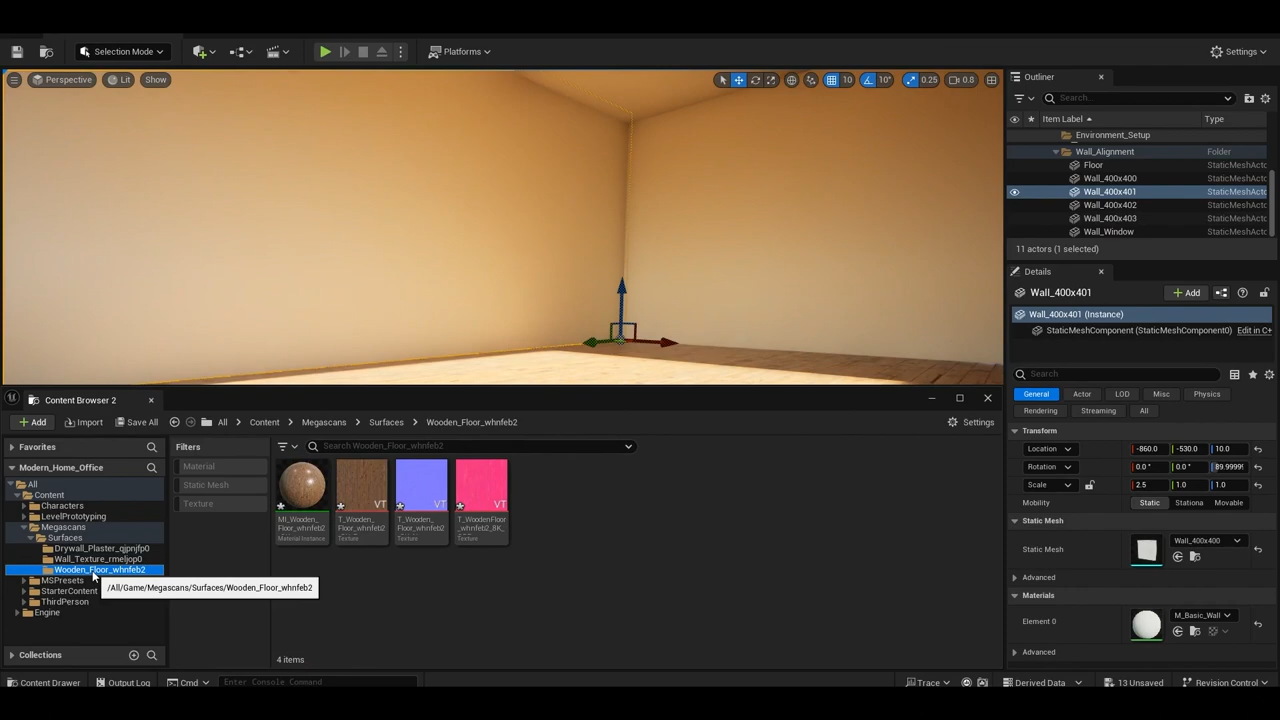 Selection Mode
Platforms
Settings
Perspective
Lit
Show
10
10°
0.25
0.8
Outliner
Search...
Item Label
Type
Environment_Setup
Wall_Alignment
Folder
Floor
StaticMeshActo
Wall_400x400
StaticMeshActo
Wall_400x401
StaticMeshActo
Wall_400x402
StaticMeshActo
Wall_400x403
StaticMeshActo
Wall_Window
StaticMeshActo
11 actors (1 selected)
Details
Wall_400x401
Add
Wall_400x401 (Instance)
StaticMeshComponent (StaticMeshComponent0)
Edit in C+
Search
General
Actor
LOD
Misc
Physics
Rendering
Streaming
All
Transform
Location
-860.0
-530.0
10.0
Rotation
0.0 °
0.0 °
89.9999
Scale
2.5
1.0
1.0
Mobility
Static
Stationa
Movable
Static Mesh
Static Mesh
Wall_400x400
Advanced
Materials
Element 0
M_Basic_Wall
Advanced
Content Browser 2
Add
Import
Save All
All
Content
Megascans
Surfaces
Wooden_Floor_whnfeb2
Settings
Favorites
Modern_Home_Office
All
Content
Characters
LevelPrototyping
Megascans
Surfaces
Drywall_Plaster_qjpnjfp0
Wall_Texture_rmeljop0
Wooden_Floor_whnfeb2
MSPresets
StarterContent
ThirdPerson
Engine
Collections
/All/Game/Megascans/Surfaces/Wooden_Floor_whnfeb2
Filters
Material
Static Mesh
Texture
Search Wooden_Floor_whnfeb2
VT
VT
VT
MI_Wooden_
Floor_whnfeb2
Material Instance
T_Wooden_
Floor_whnfeb2
Texture
T_Wooden_
Floor_whnfeb2
Texture
T_WoodenFloor
_whnfeb2_8K_
Texture
4 items
Content Drawer
Output Log
Cmd
Enter Console Command
Trace
Derived Data
13 Unsaved
Revision Control